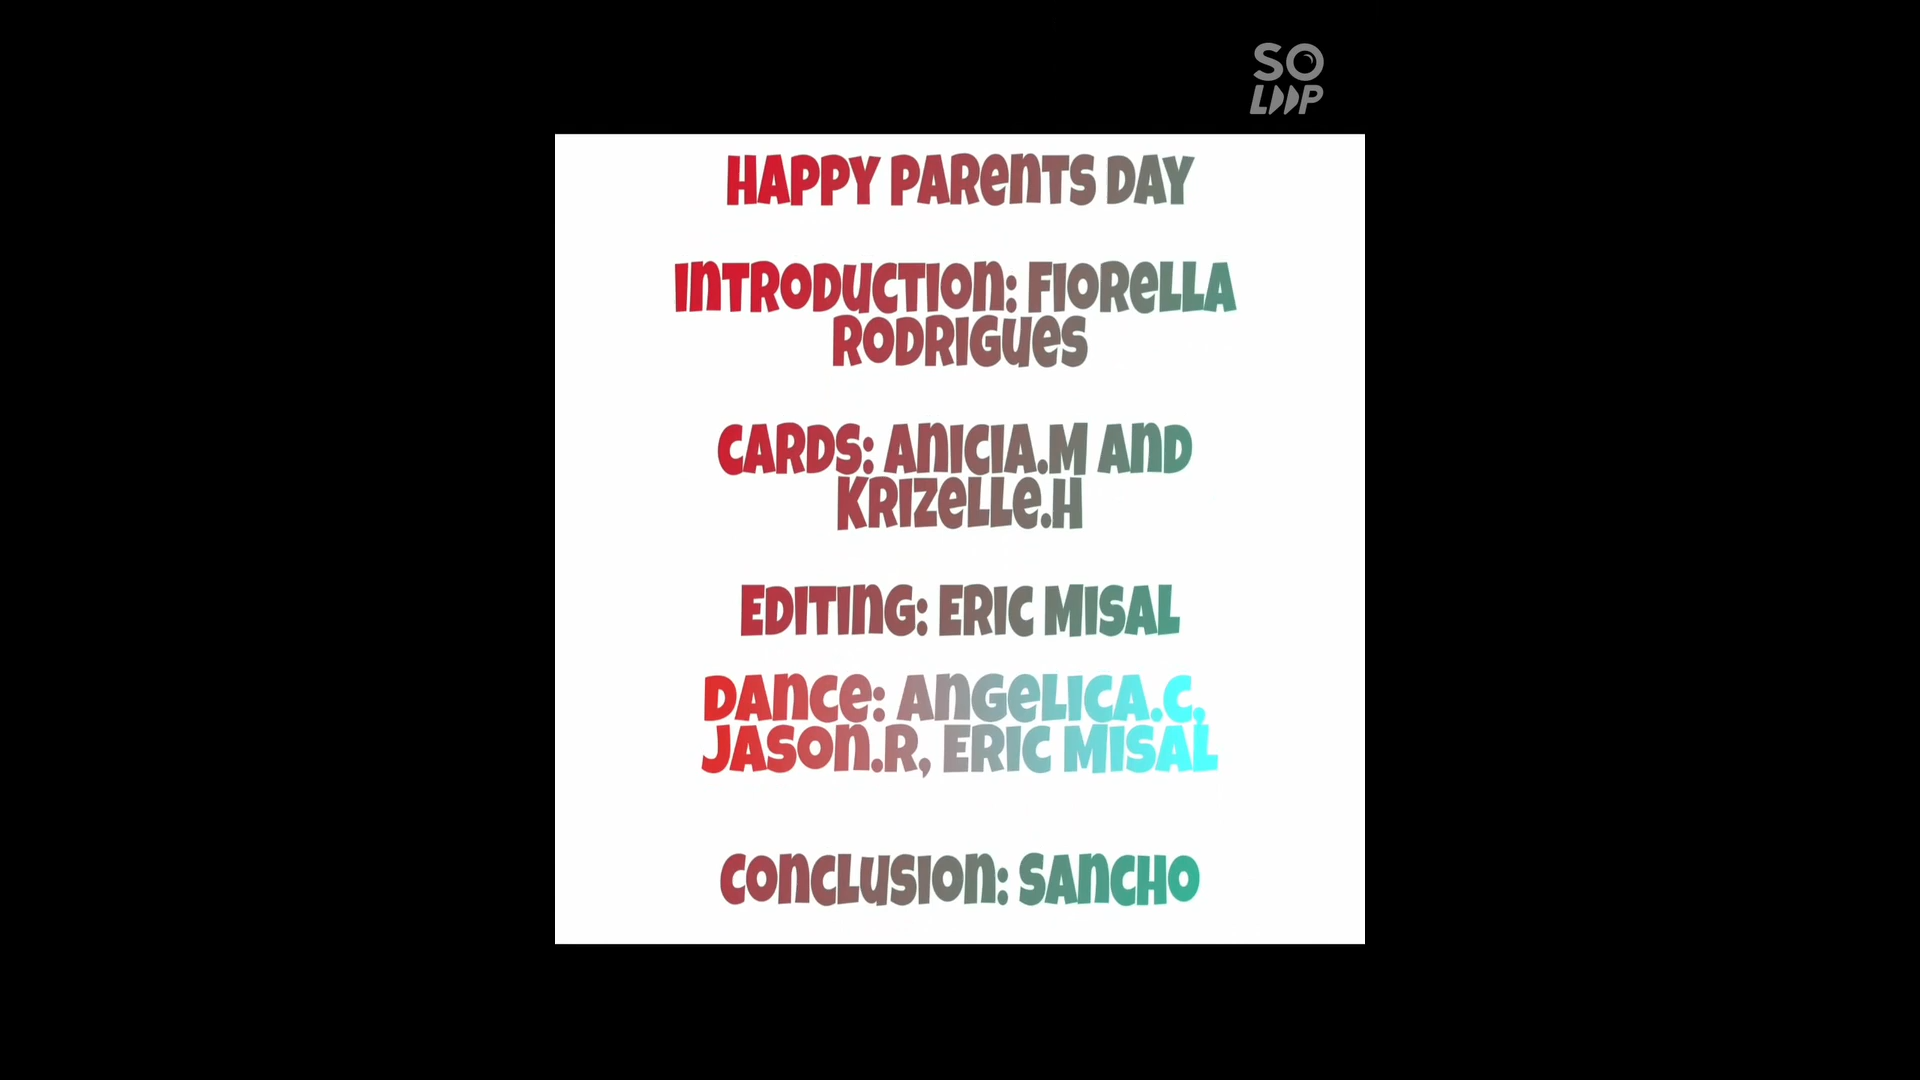 SO
LOOP
HAPPY PARENTS DAY
INTRODUCTION: FIORELLA
RODRIGUES
CARDS: ANICIA.M AND
KRIZELLE.H
EDITING: ERIC MISAL
DANCE: ANGELICA.C,
JASON.R, ERIC MISAL
CONCLUSION: SANCHO